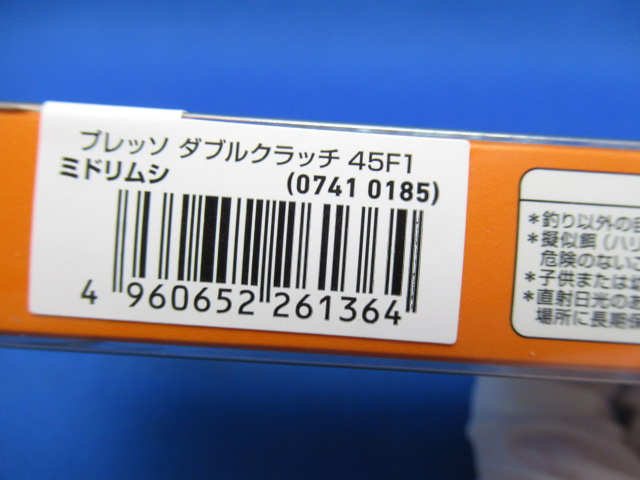 プレッソ ダブルクラッチ 45F1
ミドリムシ (0741 0185)
4 960652 261364
*釣り以外の
*擬似餌(ハリ
危険のないこ
*子供または
*直射日光の
場所に長期保